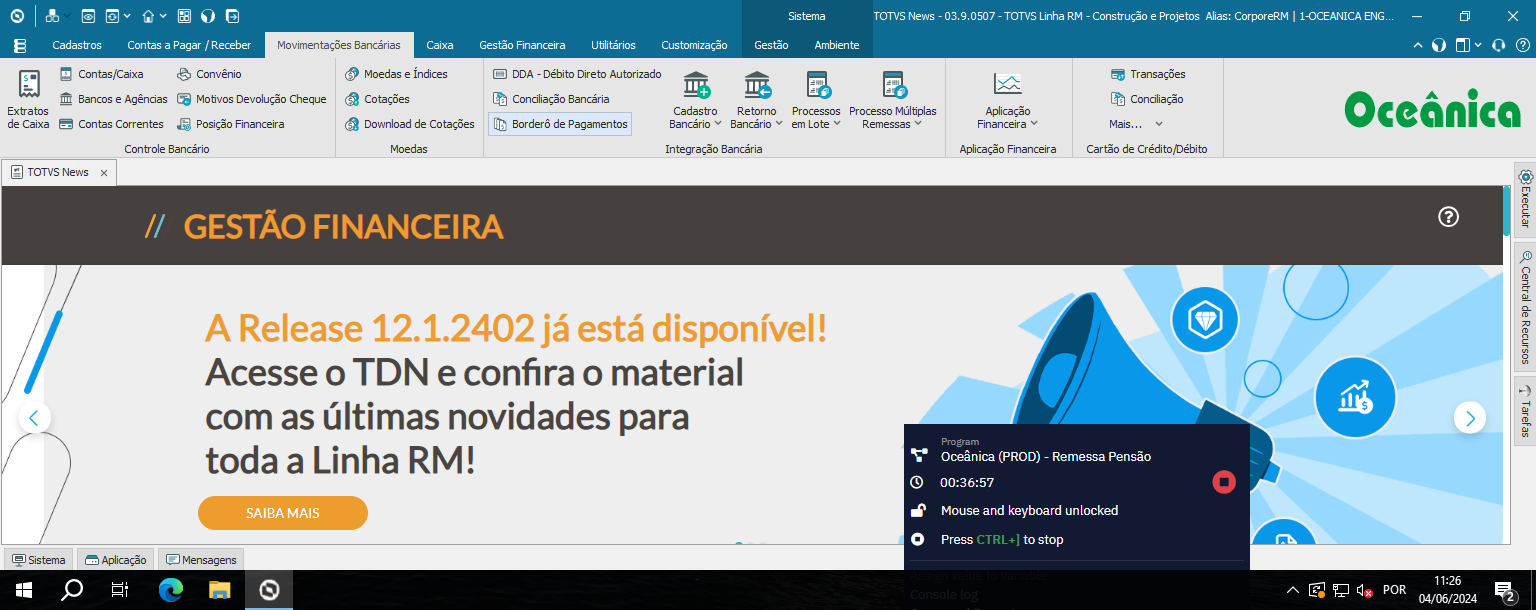 Sistema
TOTVS News - 03.9.0507 - TOTVS Linha RM - Construção e Projetos  Alias: CorporeRM | 1-OCEANICA ENG...
Cadastros
Contas a Pagar / Receber
Movimentações Bancárias
Caixa
Gestão Financeira
Utilitários
Customização
Gestão
Ambiente
Extratos
de Caixa
Contas/Caixa
Bancos e Agências
Contas Correntes
Convênio
Motivos Devolução Cheque
Posição Financeira
Controle Bancário
Moedas e Índices
Cotações
Download de Cotações
Moedas
DDA - Débito Direto Autorizado
Conciliação Bancária
Borderô de Pagamentos
Cadastro
Bancário
Retorno
Bancário
Processos
em Lote
Processo Múltiplas
Remessas
Integração Bancária
Aplicação
Financeira
Aplicação Financeira
Transações
Conciliação
Mais...
Cartão de Crédito/Débito
Oceânica
TOTVS News
Executar
Central de Recursos
Tarefas
// GESTÃO FINANCEIRA
A Release 12.1.2402 já está disponível!
Acesse o TDN e confira o material
com as últimas novidades para
toda a Linha RM!
SAIBA MAIS
Program
Oceânica (PROD) - Remessa Pensão
00:36:57
Mouse and keyboard unlocked
Press CTRL+] to stop
Console log
Sistema
Aplicação
Mensagens
POR
11:26
04/06/2024
2